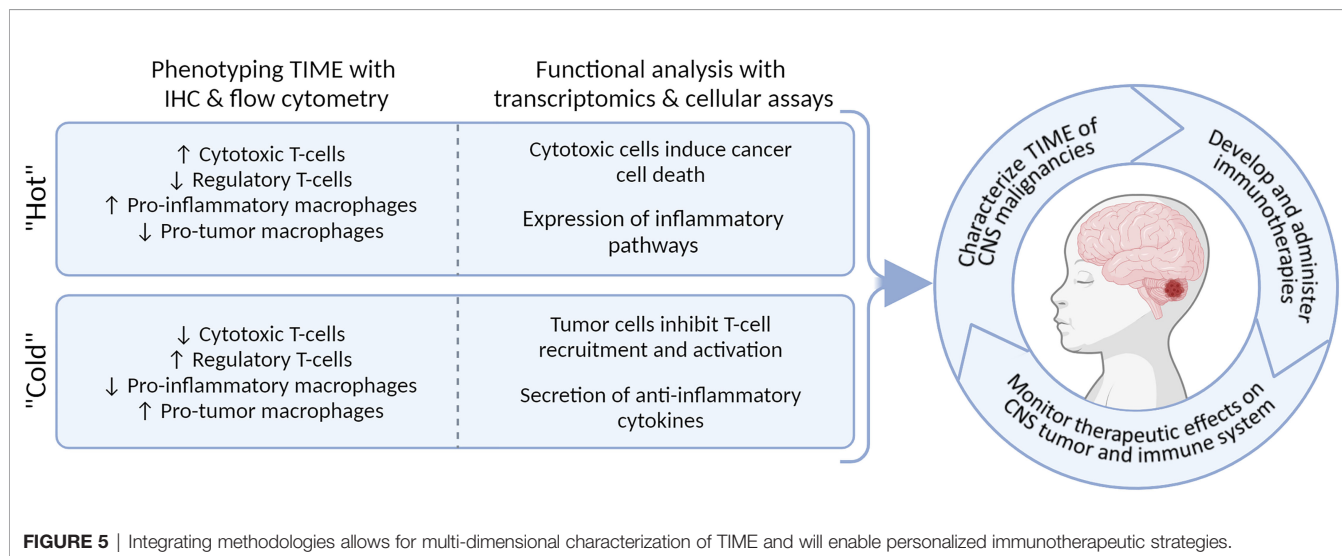 Phenotyping TIME with
IHC & flow cytometry
Functional analysis with
transcriptomics & cellular assays
"Hot"
↑ Cytotoxic T-cells
↓ Regulatory T-cells
↑ Pro-inflammatory macrophages
↓ Pro-tumor macrophages
Cytotoxic cells induce cancer
cell death
Expression of inflammatory
pathways
"Cold"
↓ Cytotoxic T-cells
↑ Regulatory T-cells
↓ Pro-inflammatory macrophages
↑ Pro-tumor macrophages
Tumor cells inhibit T-cell
recruitment and activation
Secretion of anti-inflammatory
cytokines
Characterize TIME of
CNS malignancies
Develop and administer
immunotherapies
Monitor therapeutic effects on
CNS tumor and immune system
FIGURE 5 | Integrating methodologies allows for multi-dimensional characterization of TIME and will enable personalized immunotherapeutic strategies.